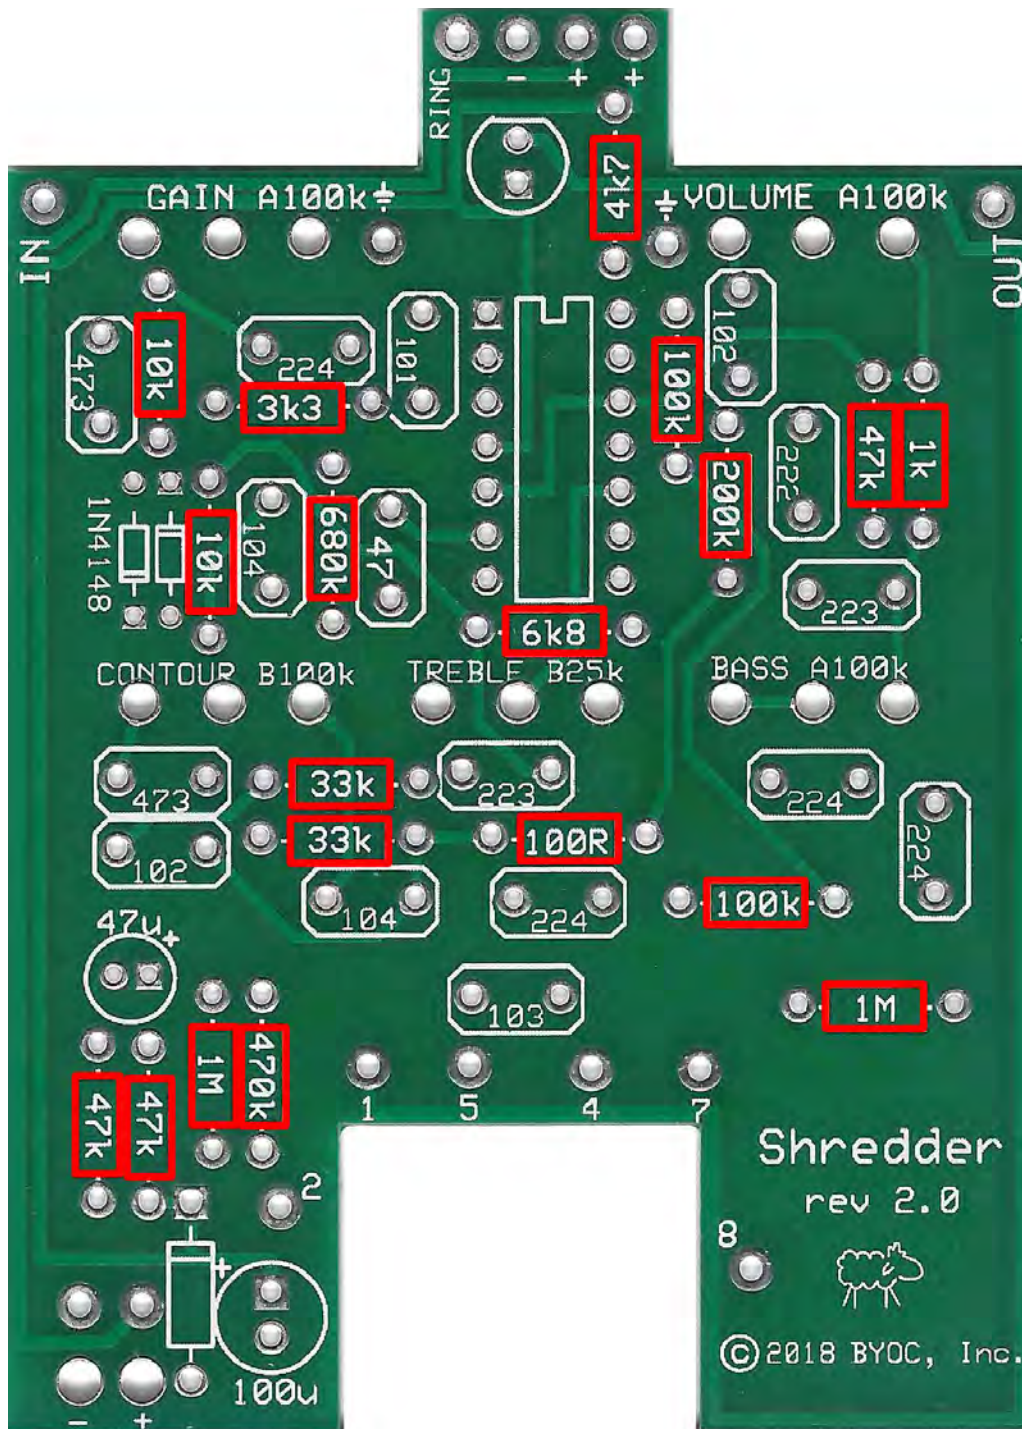 RING
- + +
4k7
GAIN A100k
VOLUME A100k
IN
OUT
473
10k
224
101
3k3
100k
102
47k
1k
222
200k
1N4148
10k
104
680k
47
223
6k8
CONTOUR B100k
TREBLE B25k
BASS A100k
473
33k
223
224
102
33k
100R
224
104
224
100k
47u+
103
1M
1M
470k
47k
47k
1 5 4 7
2
Shredder
rev 2.0
8
+
100u
©2018 BYOC, Inc.
- +